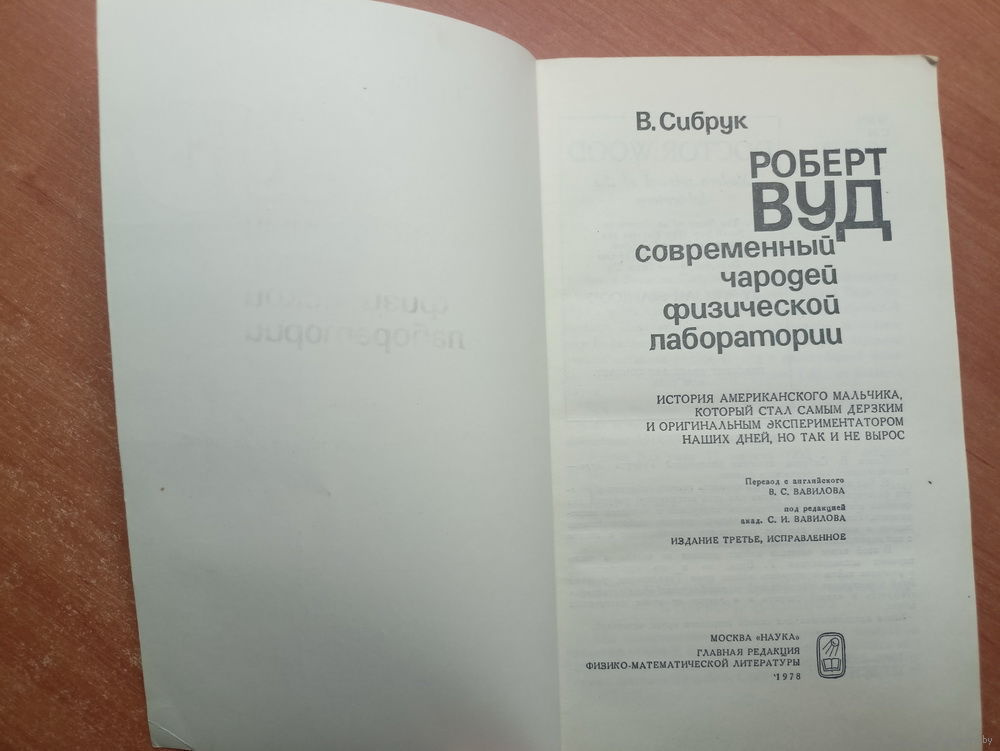 В. Сибрук
РОБЕРТ
ВУД
современный
чародей
физической
лаборатории
ИСТОРИЯ АМЕРИКАНСКОГО МАЛЬЧИКА,
КОТОРЫЙ СТАЛ САМЫМ ДЕРЗКИМ
И ОРИГИНАЛЬНЫМ ЭКСПЕРИМЕНТАТОРОМ
НАШИХ ДНЕЙ, НО ТАК И НЕ ВЫРОС
Перевод с английского
В. С. ВАВИЛОВА
под редакцией
акад. С. И. ВАВИЛОВА
ИЗДАНИЕ ТРЕТЬЕ, ИСПРАВЛЕННОЕ
МОСКВА «НАУКА»
ГЛАВНАЯ РЕДАКЦИЯ
ФИЗИКО-МАТЕМАТИЧЕСКОЙ ЛИТЕРАТУРЫ
1978